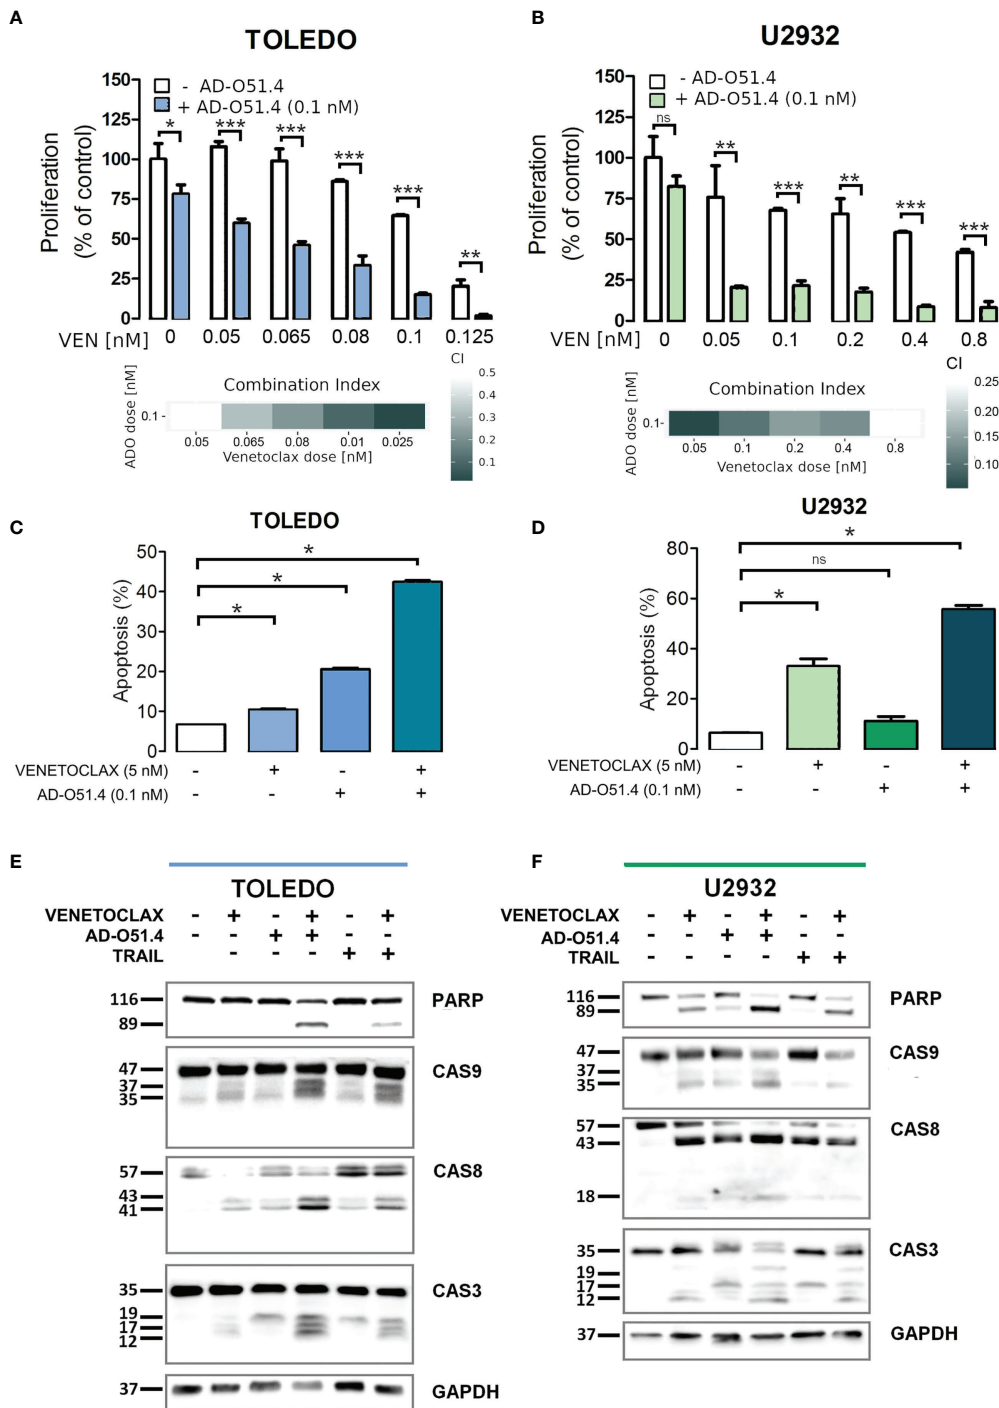 A
TOLEDO
- AD-O51.4
+ AD-O51.4 (0.1 nM)
Proliferation
(% of control)
150
125
100
75
50
25
0
* *** *** *** *** **
VEN [nM] 0 0.05 0.065 0.08 0.1 0.125
Combination Index
ADO dose [nM]
0.1
0.05 0.065 0.08 0.01 0.025
Venetoclax dose [nM]
CI
0.5
0.4
0.3
0.2
0.1
B
U2932
- AD-O51.4
+ AD-O51.4 (0.1 nM)
Proliferation
(% of control)
150
125
100
75
50
25
0
ns ** *** ** *** ***
VEN [nM] 0 0.05 0.1 0.2 0.4 0.8
Combination Index
ADO dose [nM]
0.1
0.05 0.1 0.2 0.4 0.8
Venetoclax dose [nM]
CI
0.25
0.20
0.15
0.10
C
TOLEDO
Apoptosis (%)
50
40
30
20
10
0
*
*
*
VENETOCLAX (5 nM) - + - +
AD-O51.4 (0.1 nM) - - + +
D
U2932
Apoptosis (%)
80
60
40
20
0
*
ns
*
VENETOCLAX (5 nM) - + - +
AD-O51.4 (0.1 nM) - - + +
E
TOLEDO
VENETOCLAX - + - + - +
AD-O51.4 - - + +
TRAIL - - - + +
116
89
PARP
47
37
35
CAS9
57
43
41
CAS8
35
19
17
12
CAS3
37
GAPDH
F
U2932
VENETOCLAX - + - + - +
AD-O51.4 - - + +
TRAIL - - - - + +
116
89
PARP
47
37
35
CAS9
57
43
18
CAS8
35
19
17
12
CAS3
37
GAPDH